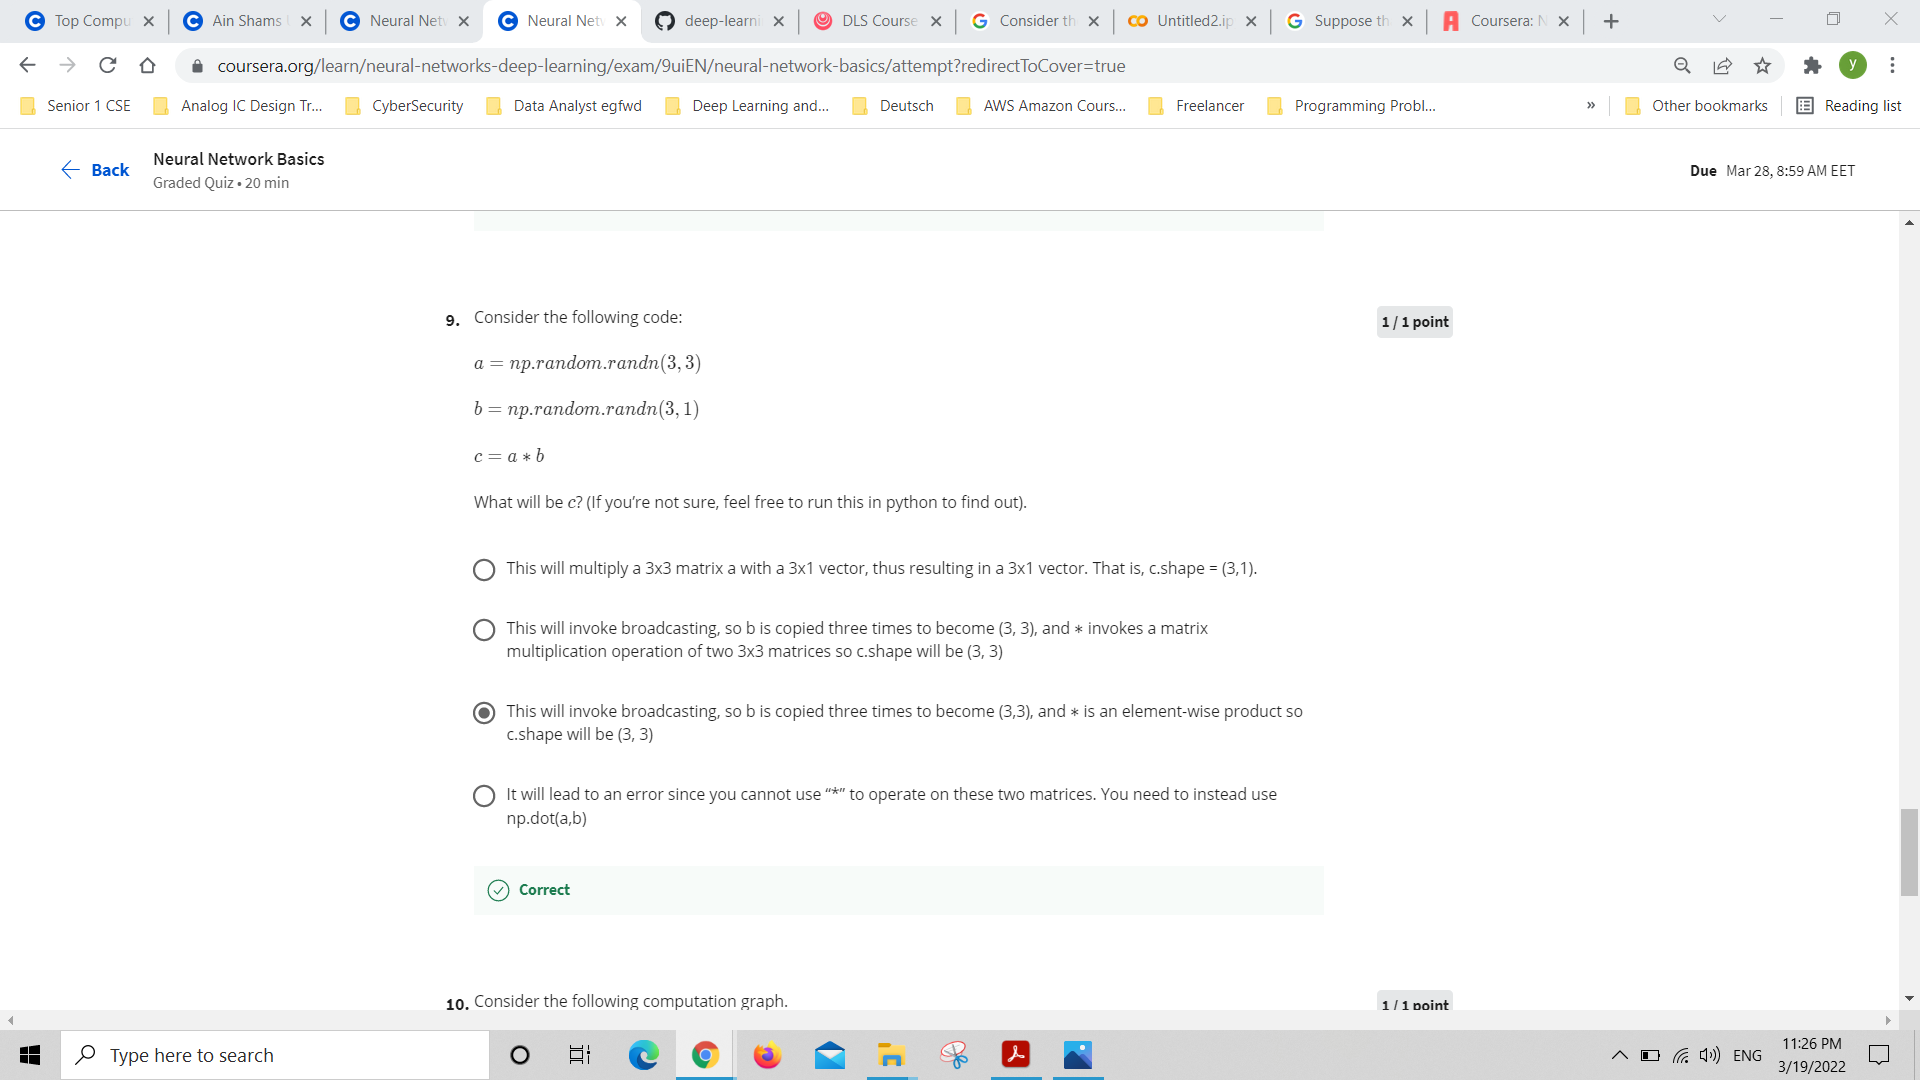 Top Compu
Ain Shams
Neural Net
Neural Net
deep-learni
DLS Course
Consider th
Untitled2.ip
Suppose th
Coursera: N
coursera.org/learn/neural-networks-deep-learning/exam/9uiEN/neural-network-basics/attempt?redirectToCover=true
y
Senior 1 CSE
Analog IC Design Tr...
CyberSecurity
Data Analyst egfwd
Deep Learning and...
Deutsch
AWS Amazon Cours...
Freelancer
Programming Probl...
»
Other bookmarks
Reading list
Back
Neural Network Basics
Graded Quiz • 20 min
Due Mar 28, 8:59 AM EET
9. Consider the following code:
1 / 1 point
a = np.random.randn(3, 3)
b = np.random.randn(3, 1)
c = a ∗ b
What will be c? (If you’re not sure, feel free to run this in python to find out).
This will multiply a 3x3 matrix a with a 3x1 vector, thus resulting in a 3x1 vector. That is, c.shape = (3,1).
This will invoke broadcasting, so b is copied three times to become (3, 3), and ∗ invokes a matrix
multiplication operation of two 3x3 matrices so c.shape will be (3, 3)
This will invoke broadcasting, so b is copied three times to become (3,3), and ∗ is an element-wise product so
c.shape will be (3, 3)
It will lead to an error since you cannot use “*” to operate on these two matrices. You need to instead use
np.dot(a,b)
Correct
10. Consider the following computation graph.
1 / 1 point
Type here to search
ENG
11:26 PM
3/19/2022